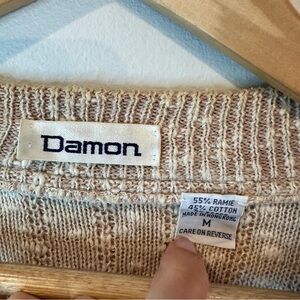 Damon
55% RAMIE
45% COTTON
MADE IN HONG KONG
M
CARE ON REVERSE